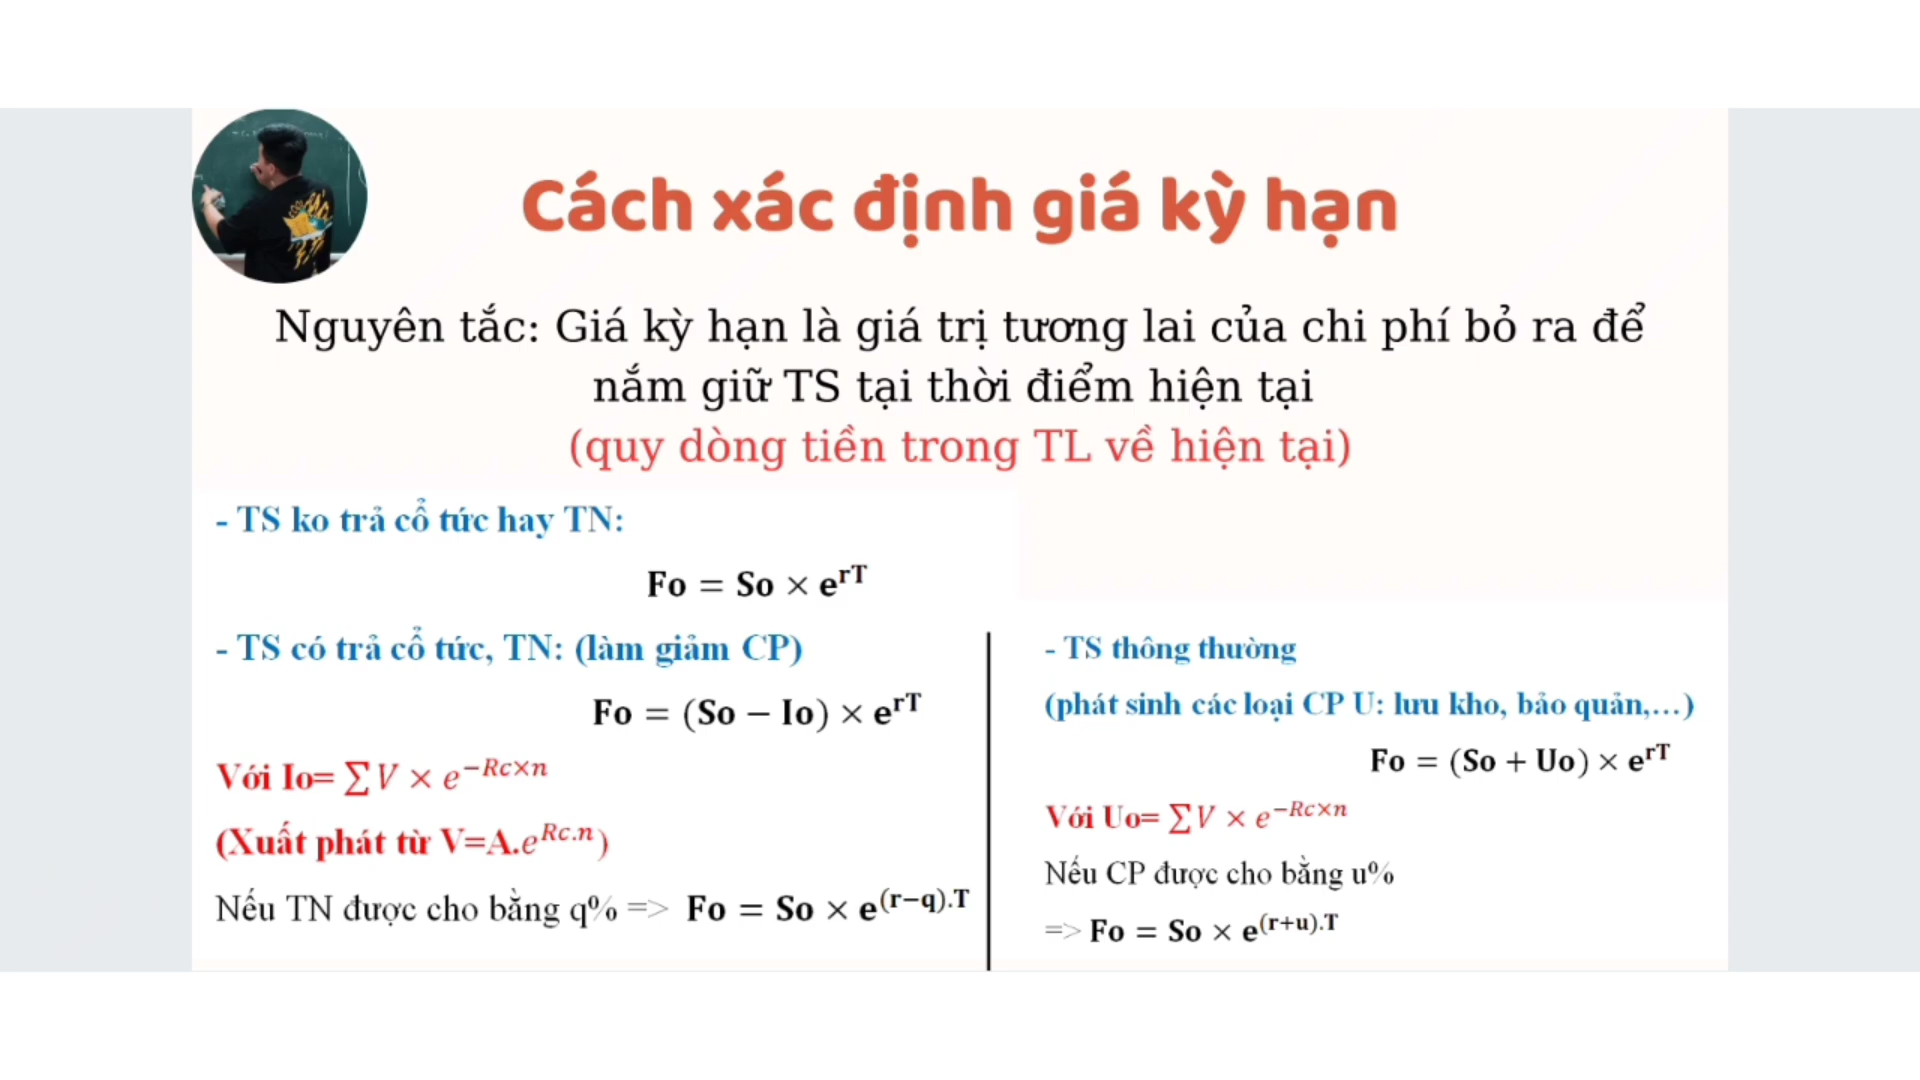 Cách xác định giá kỳ hạn
Nguyên tắc: Giá kỳ hạn là giá trị tương lai của chi phí bỏ ra để
nắm giữ TS tại thời điểm hiện tại
(quy dòng tiền trong TL về hiện tại)
- TS ko trả cổ tức hay TN:
Fo = So × e^rT
- TS có trả cổ tức, TN: (làm giảm CP)
Fo = (So − Io) × e^rT
Với Io= ∑V × e^−Rc×n
(Xuất phát từ V=A.e^Rc.n)
Nếu TN được cho bằng q% => Fo = So × e^(r−q).T
- TS thông thường
(phát sinh các loại CP U: lưu kho, bảo quản,...)
Fo = (So + Uo) × e^rT
Với Uo= ∑V × e^−Rc×n
Nếu CP được cho bằng u%
=> Fo = So × e^(r+u).T